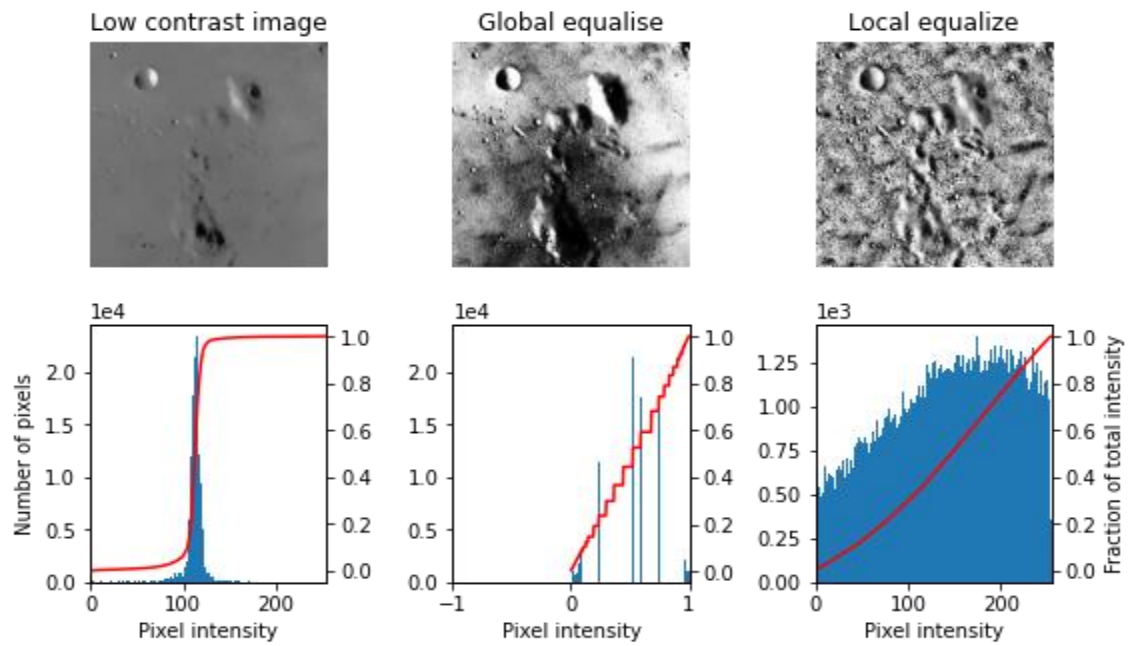 Low contrast image
Global equalise
Local equalize
1e4
1e4
1e3
Number of pixels
2.0
1.5
1.0
0.5
0.0
0 100 200
Pixel intensity
1.0
0.8
0.6
0.4
0.2
0.0
2.0
1.5
1.0
0.5
0.0
−1 0 1
Pixel intensity
1.0
0.8
0.6
0.4
0.2
0.0
1.25
1.00
0.75
0.50
0.25
0.00
0 100 200
Pixel intensity
1.0
0.8
0.6
0.4
0.2
0.0
Fraction of total intensity